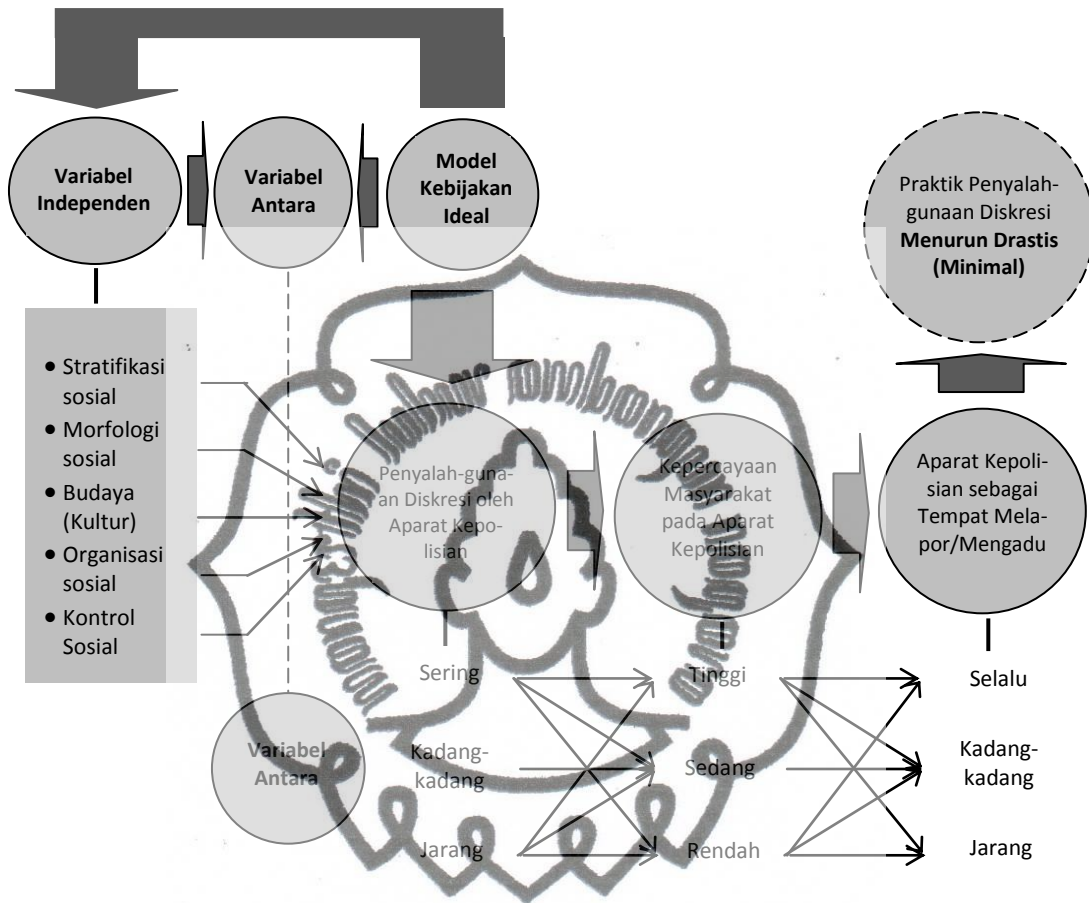 Variabel
Independen
Variabel
Antara
Model
Kebijakan
Ideal
Praktik Penyalah-
gunaan Diskresi
Menurun Drastis
(Minimal)
• Stratifikasi
sosial
• Morfologi
sosial
• Budaya
(Kultur)
• Organisasi
sosial
• Kontrol
Sosial
Penyalah-guna-
an Diskresi oleh
Aparat Kepo-
lisian
Kepercayaan
Masyarakat
pada Aparat
Kepolisian
Aparat Kepoli-
sian sebagai
Tempat Mela-
por/Mengadu
Sering
Tinggi
Selalu
Variabel
Antara
Kadang-
kadang
Sedang
Kadang-
kadang
Jarang
Rendah
Jarang